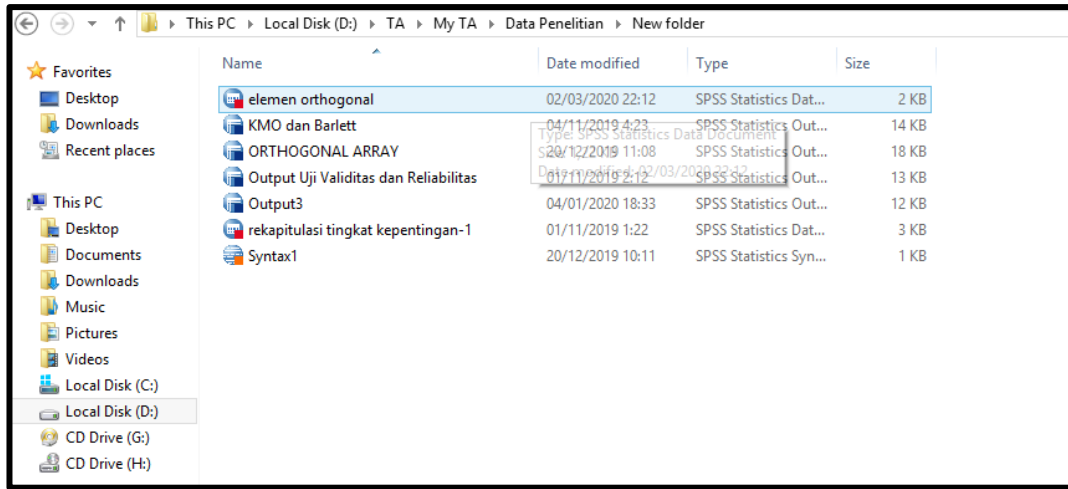 This PC Local Disk (D:) TA My TA Data Penelitian New folder
Name Date modified Type Size
Favorites
Desktop
Downloads
Recent places
This PC
Desktop
Documents
Downloads
Music
Pictures
Videos
Local Disk (C:)
Local Disk (D:)
CD Drive (G:)
CD Drive (H:)
elemen orthogonal 02/03/2020 22:12 SPSS Statistics Dat... 2 KB
KMO dan Barlett 04/11/2019 4:23 SPSS Statistics Out... 14 KB
ORTHOGONAL ARRAY 20/12/2019 11:08 SPSS Statistics Out... 18 KB
Output Uji Validitas dan Reliabilitas 01/11/2019 2:12 SPSS Statistics Out... 13 KB
Output3 04/01/2020 18:33 SPSS Statistics Out... 12 KB
rekapitulasi tingkat kepentingan-1 01/11/2019 1:22 SPSS Statistics Dat... 3 KB
Syntax1 20/12/2019 10:11 SPSS Statistics Syn... 1 KB
Type: SPSS Statistics Data Document
Date modified: 02/03/2020 22:12